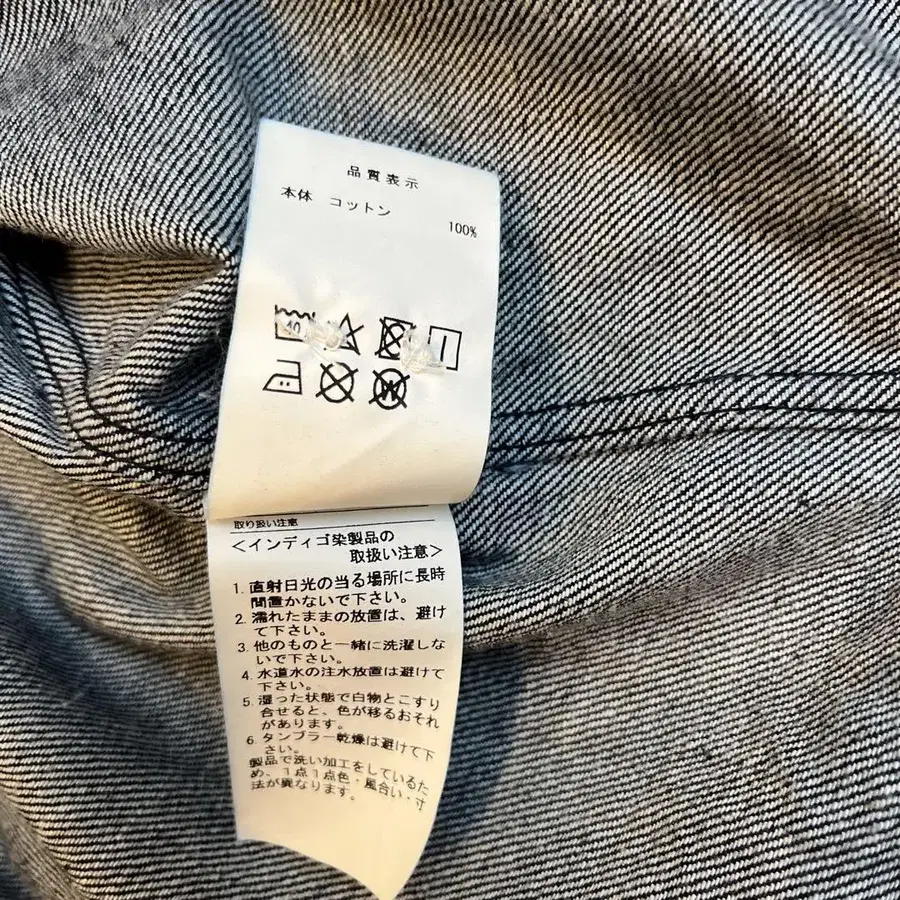 品質表示
本体 コットン
100%
40
W
取り扱い注意
＜インディゴ染製品の
取扱い注意＞
1. 直射日光の当る場所に長時
間置かないで下さい。
2. 濡れたままの放置は、避け
て下さい。
3. 他のものと一緒に洗濯しな
いで下さい。
4. 水道水の注水放置は避けて
下さい。
5. 湿った状態で白物とこすり
合せると、色が移るおそれ
があります。
6. タンブラー乾燥は避けて下
さい。
製品で洗い加工をしているた
め、1点1点色・風合い・寸
法が異なります。